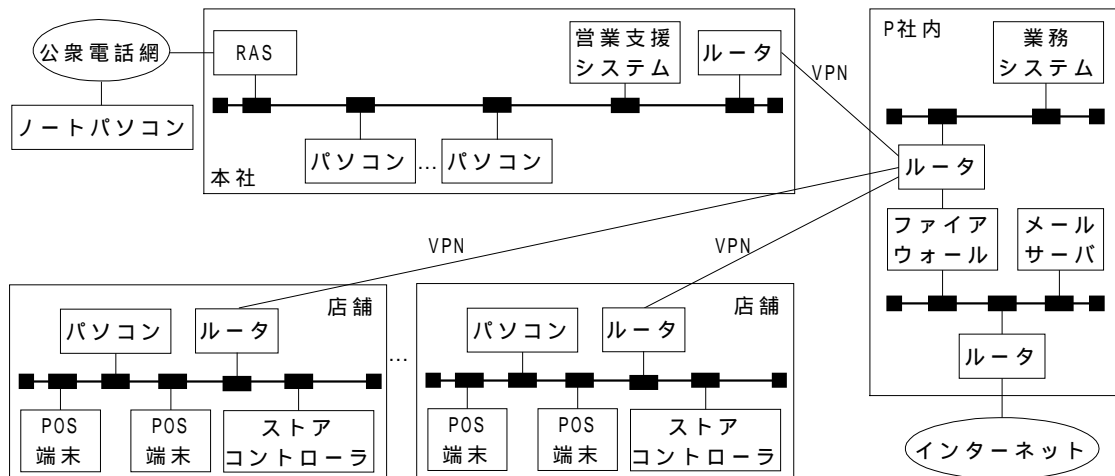 公衆電話網
ノートパソコン
RAS
営業支援
システム
ルータ
パソコン
…
パソコン
本社
VPN
P社内
業務
システム
ルータ
ファイア
ウォール
メール
サーバ
ルータ
インターネット
VPN
VPN
店舗
パソコン
ルータ
POS
端末
POS
端末
ストア
コントローラ
…
店舗
パソコン
ルータ
POS
端末
POS
端末
ストア
コントローラ